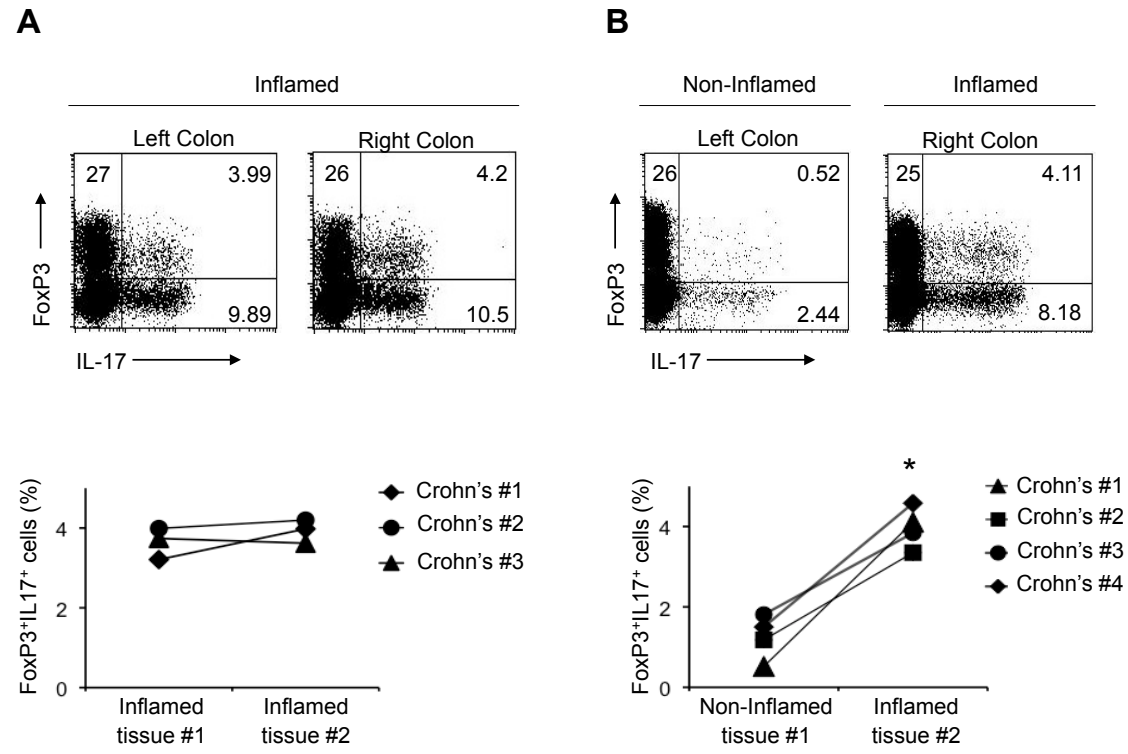 A
B
Inflamed
Non-Inflamed
Inflamed
Left Colon
Right Colon
Left Colon
Right Colon
27
3.99
26
4.2
26
0.52
25
4.11
FoxP3
FoxP3
9.89
10.5
2.44
8.18
IL-17
IL-17
FoxP3⁺IL17⁺ cells (%)
4
2
0
Crohn’s #1
Crohn’s #2
Crohn’s #3
Inflamed
tissue #1
Inflamed
tissue #2
FoxP3⁺IL17⁺ cells (%)
4
2
0
*
Crohn’s #1
Crohn’s #2
Crohn’s #3
Crohn’s #4
Non-Inflamed
tissue #1
Inflamed
tissue #2